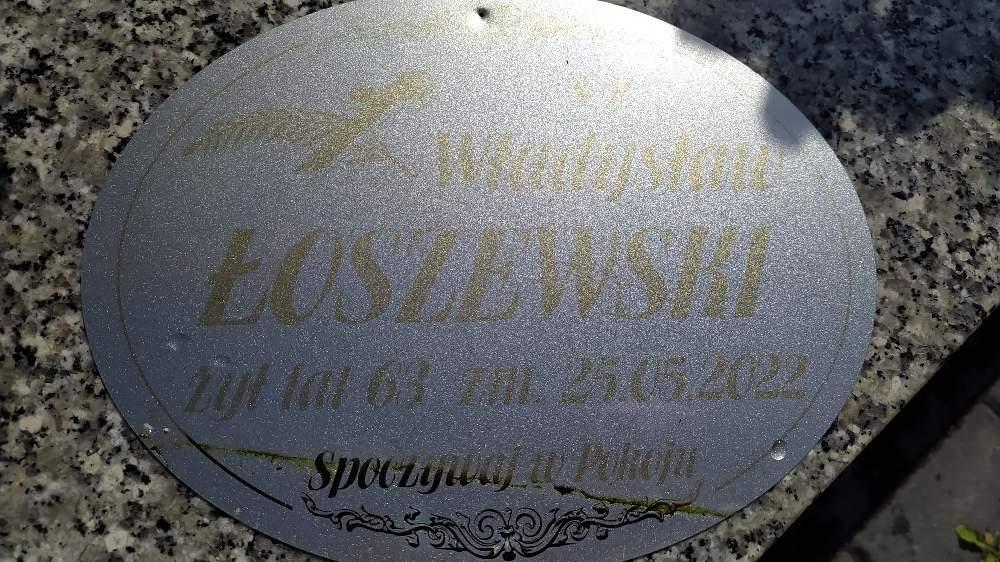 Ś.P.
Władysław
ŁOSZEWSKI
żył lat 63 zm. 25.05.2022
Spoczywaj w Pokoju